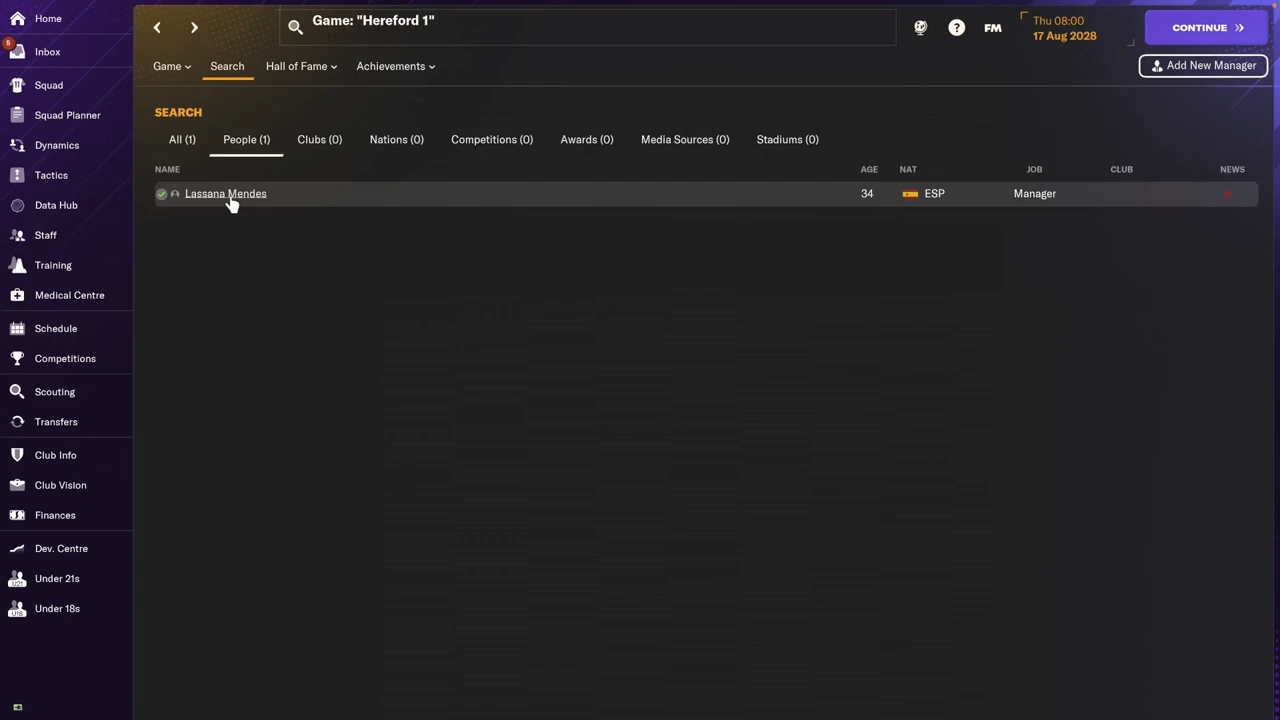 Home
Game: "Hereford 1"
?
FM
Thu 08:00
17 Aug 2028
CONTINUE
5
Inbox
Game
Search
Hall of Fame
Achievements
Add New Manager
11
Squad
Squad Planner
Dynamics
Tactics
Data Hub
Staff
Training
Medical Centre
Schedule
Competitions
Scouting
Transfers
Club Info
Club Vision
Finances
Dev. Centre
U21
Under 21s
U18
Under 18s
SEARCH
All (1)
People (1)
Clubs (0)
Nations (0)
Competitions (0)
Awards (0)
Media Sources (0)
Stadiums (0)
NAME
AGE
NAT
JOB
CLUB
NEWS
Lassana Mendes
34
ESP
Manager